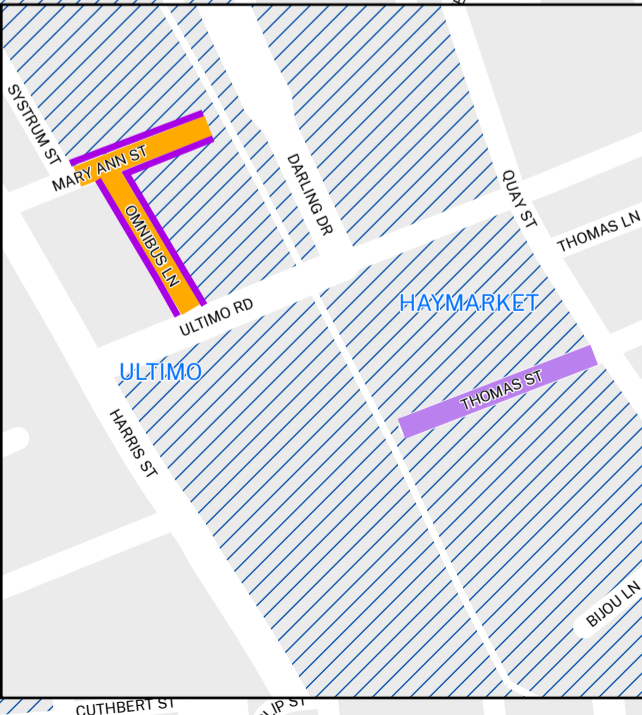 SYSTRUM ST
MARY ANN ST
DARLING DR
QUAY ST
OMNIBUS LN
THOMAS LN
ULTIMO RD
HAYMARKET
ULTIMO
THOMAS ST
HARRIS ST
BIJOU LN
CUTHBERT ST